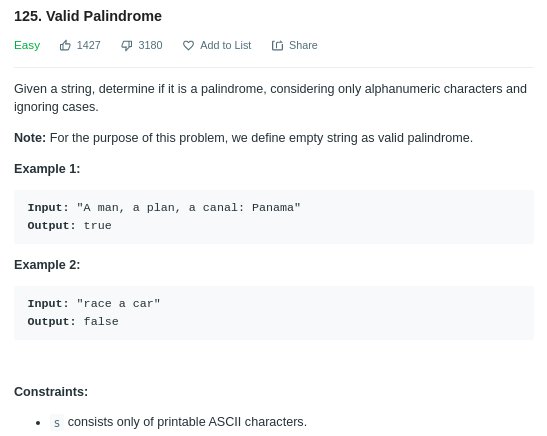 125. Valid Palindrome
Easy 1427 3180 Add to List Share
Given a string, determine if it is a palindrome, considering only alphanumeric characters and
ignoring cases.
Note: For the purpose of this problem, we define empty string as valid palindrome.
Example 1:
Input: "A man, a plan, a canal: Panama"
Output: true
Example 2:
Input: "race a car"
Output: false
Constraints:
• s consists only of printable ASCII characters.